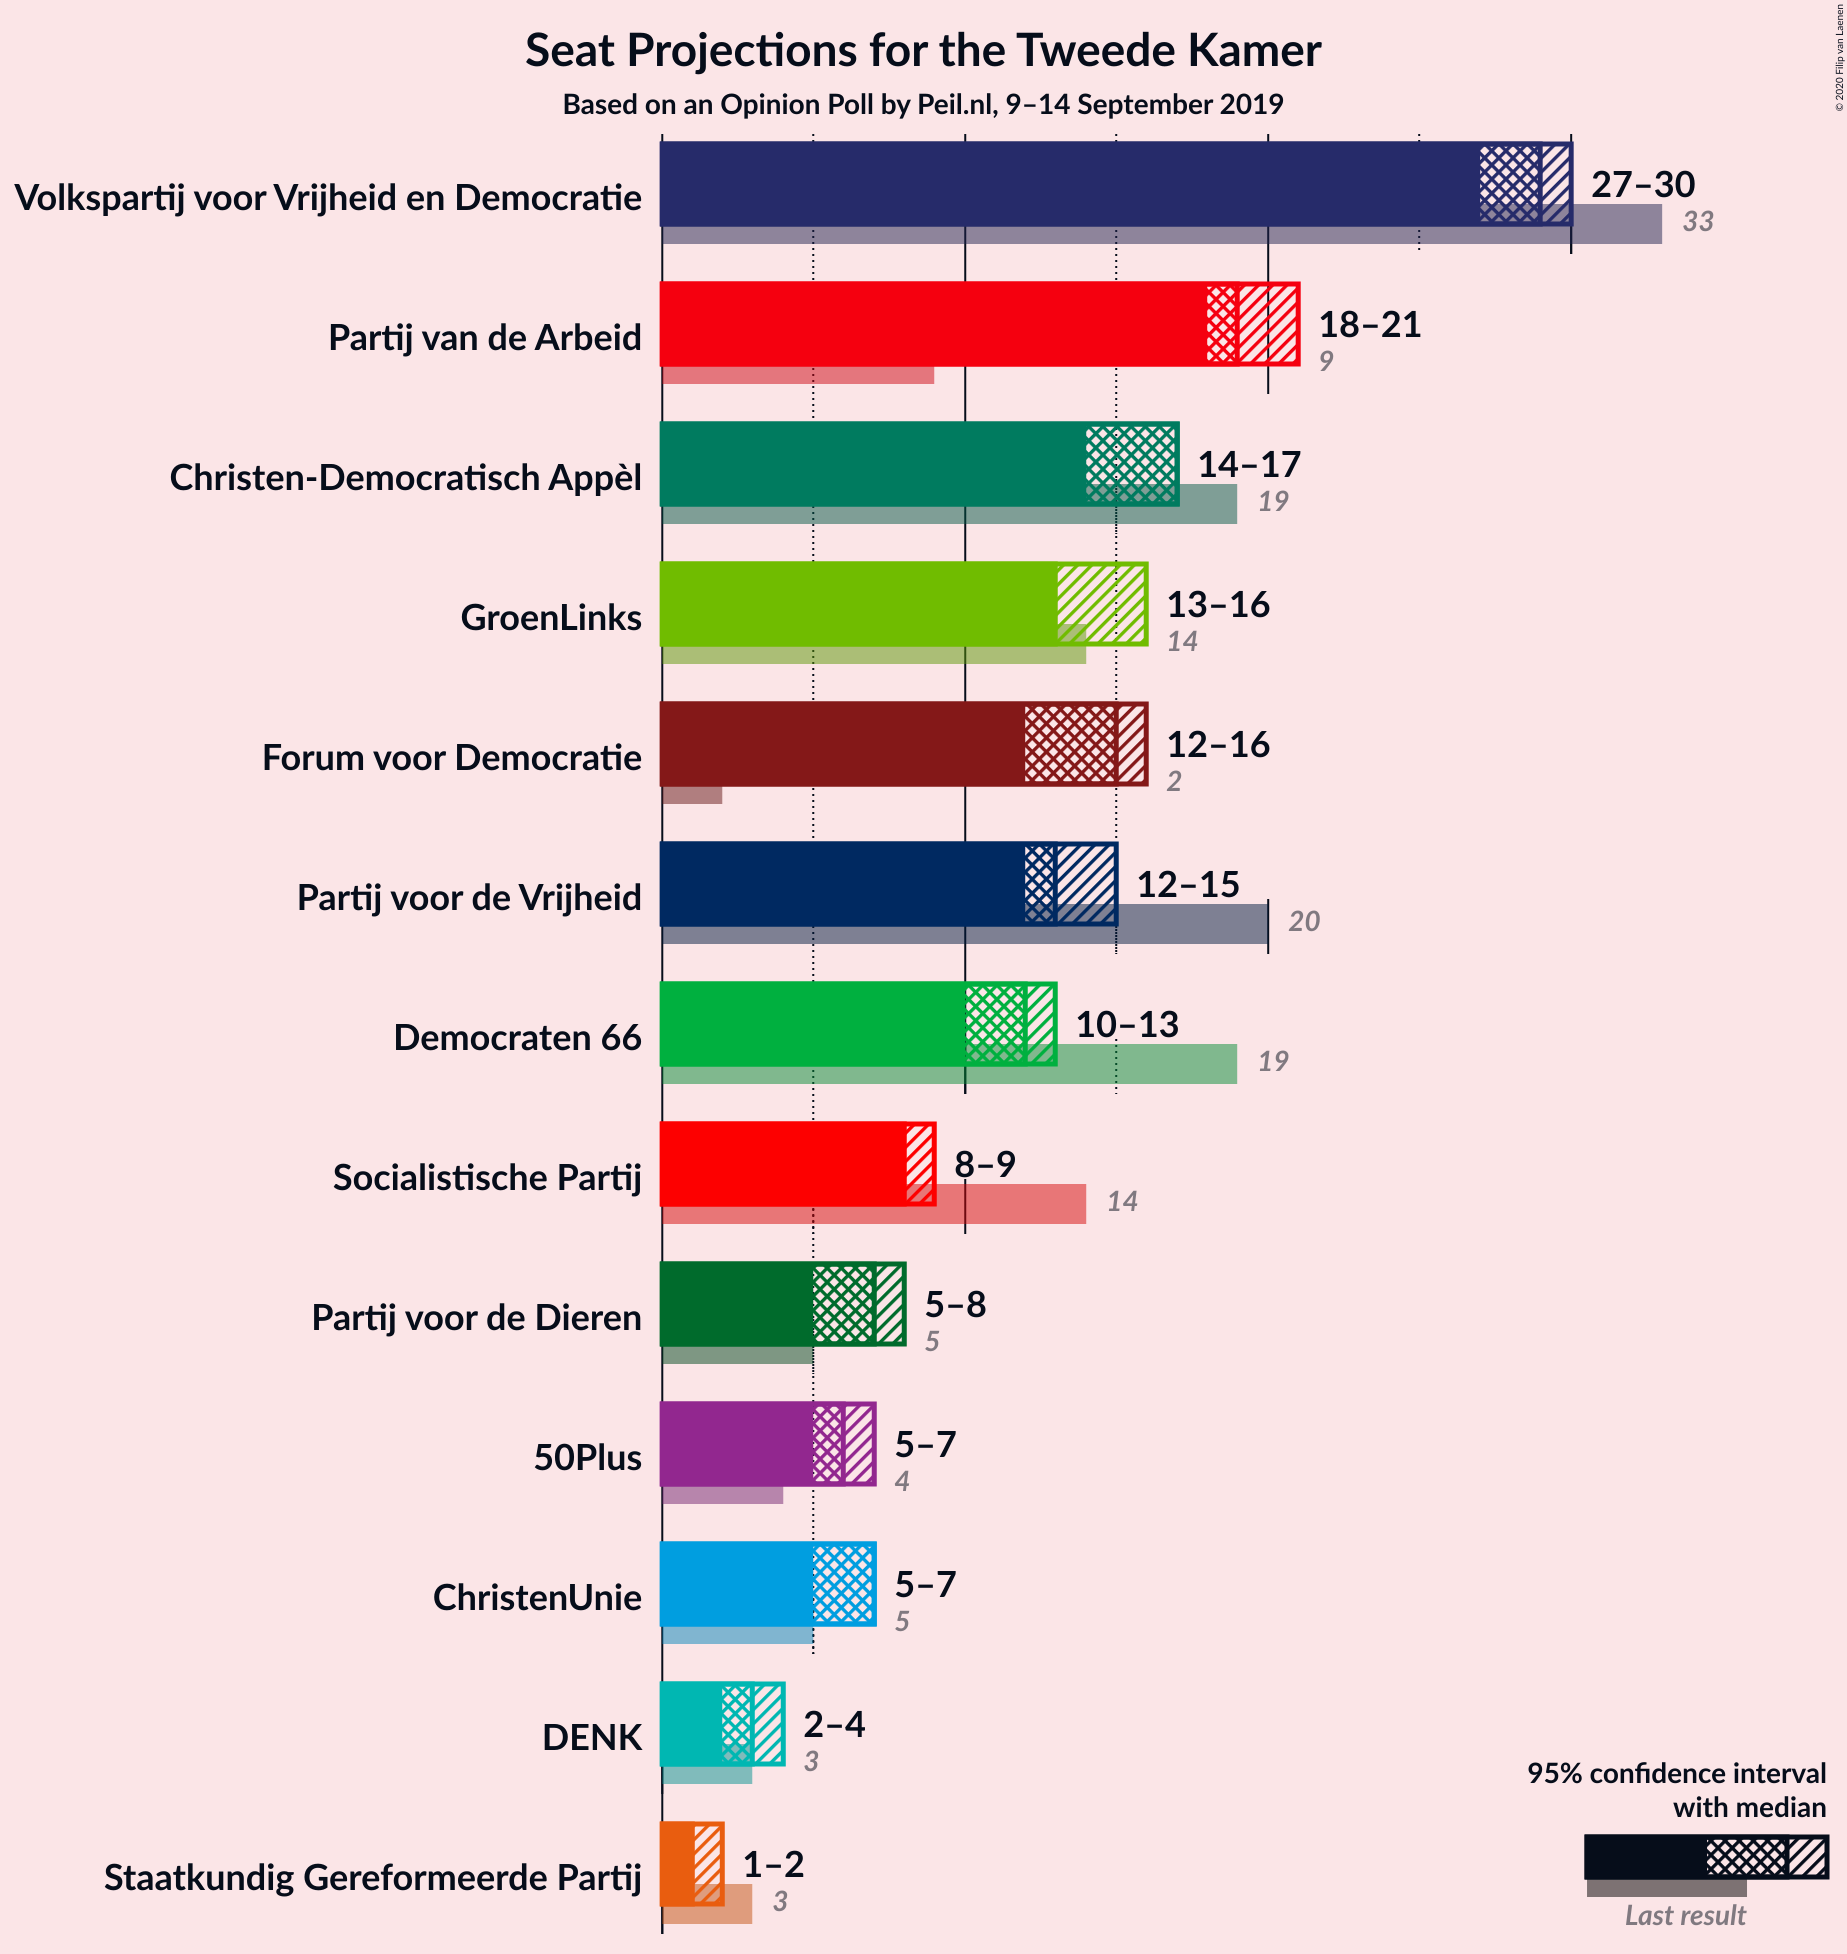 Seat Projections for the Tweede Kamer
Based on an Opinion Poll by Peil.nl, 9–14 September 2019
© 2020 Filip van Laenen
Volkspartij voor Vrijheid en Democratie
27–30
33
Partij van de Arbeid
18–21
9
Christen-Democratisch Appèl
14–17
19
GroenLinks
13–16
14
Forum voor Democratie
12–16
2
Partij voor de Vrijheid
12–15
20
Democraten 66
10–13
19
Socialistische Partij
8–9
14
Partij voor de Dieren
5–8
5
50Plus
5–7
4
ChristenUnie
5–7
5
DENK
2–4
3
Staatkundig Gereformeerde Partij
1–2
3
95% confidence interval
with median
Last result